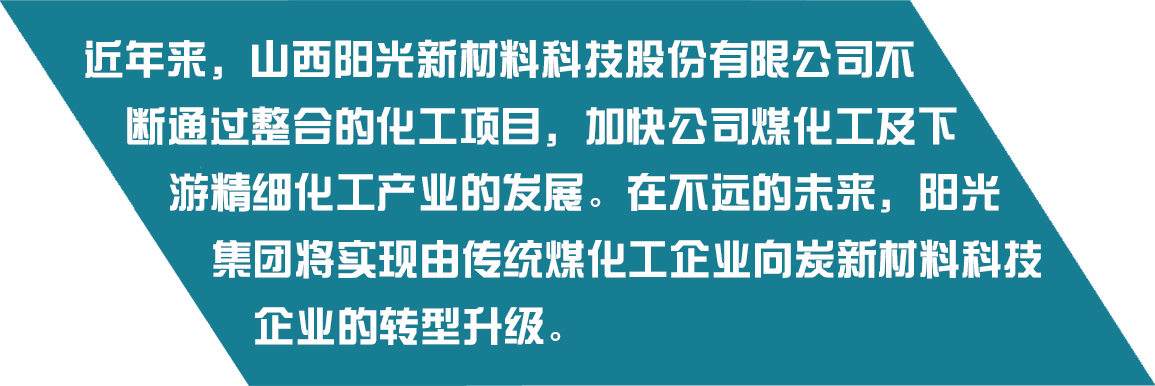 近年来，山西阳光新材料科技股份有限公司不
断通过整合的化工项目，加快公司煤化工及下
游精细化工产业的发展。在不远的未来，阳光
集团将实现由传统煤化工企业向炭新材料科技
企业的转型升级。